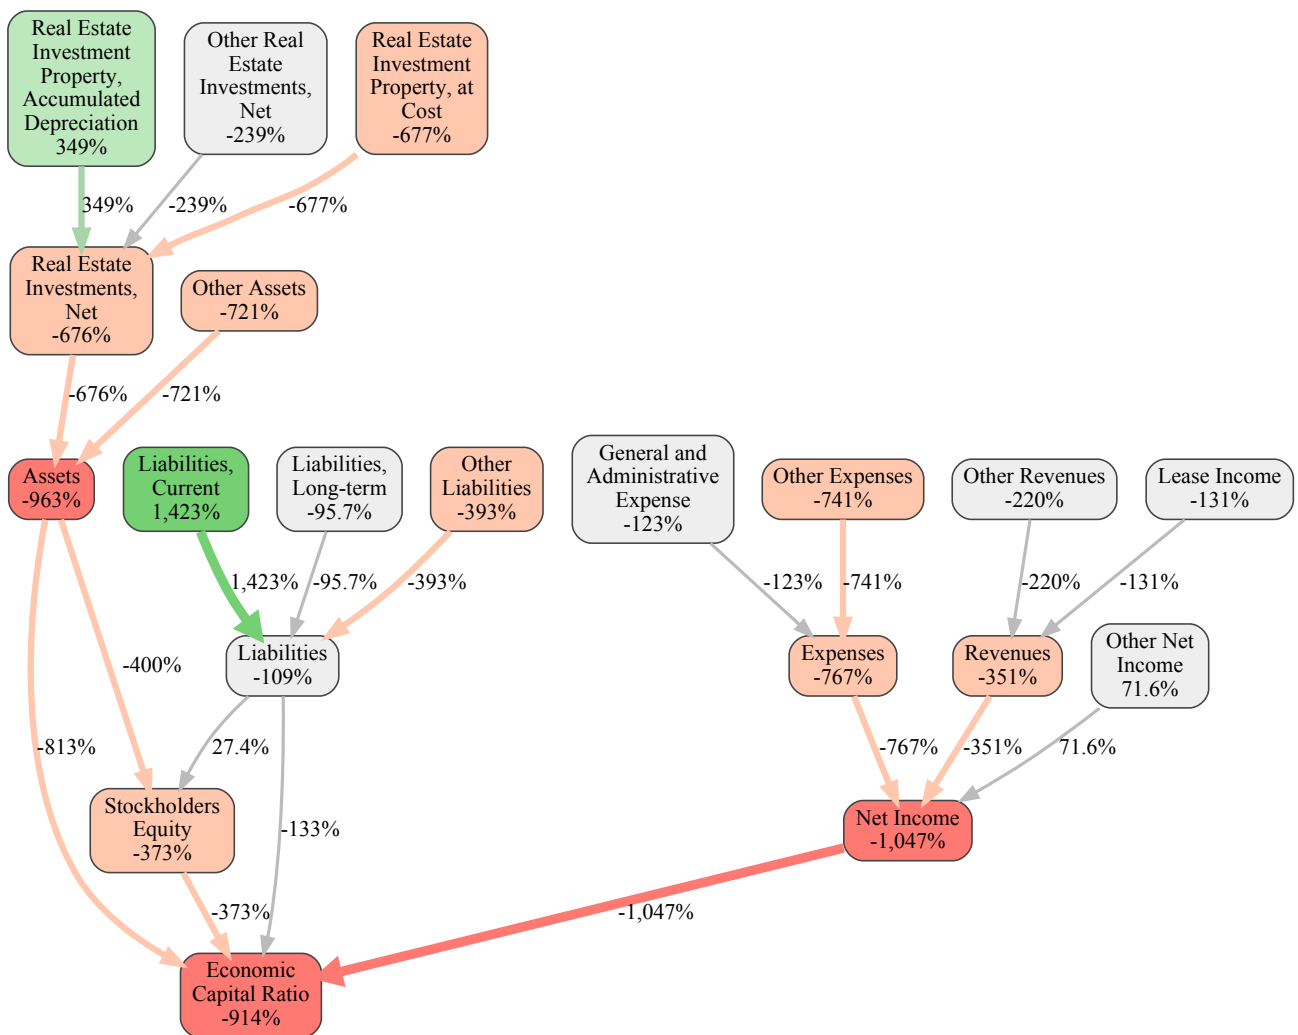 Real Estate
Investment
Property,
Accumulated
Depreciation
349%
Other Real
Estate
Investments,
Net
-239%
Real Estate
Investment
Property, at
Cost
-677%
349%
-239%
-677%
Real Estate
Investments,
Net
-676%
Other Assets
-721%
-676%
-721%
Assets
-963%
Liabilities,
Current
1,423%
Liabilities,
Long-term
-95.7%
Other
Liabilities
-393%
General and
Administrative
Expense
-123%
Other Expenses
-741%
Other Revenues
-220%
Lease Income
-131%
1,423%
-95.7%
-393%
-123%
-741%
-220%
-131%
Liabilities
-109%
Expenses
-767%
Revenues
-351%
Other Net
Income
71.6%
-400%
-813%
27.4%
-133%
-767%
-351%
71.6%
Stockholders
Equity
-373%
Net Income
-1,047%
-373%
-1,047%
Economic
Capital Ratio
-914%